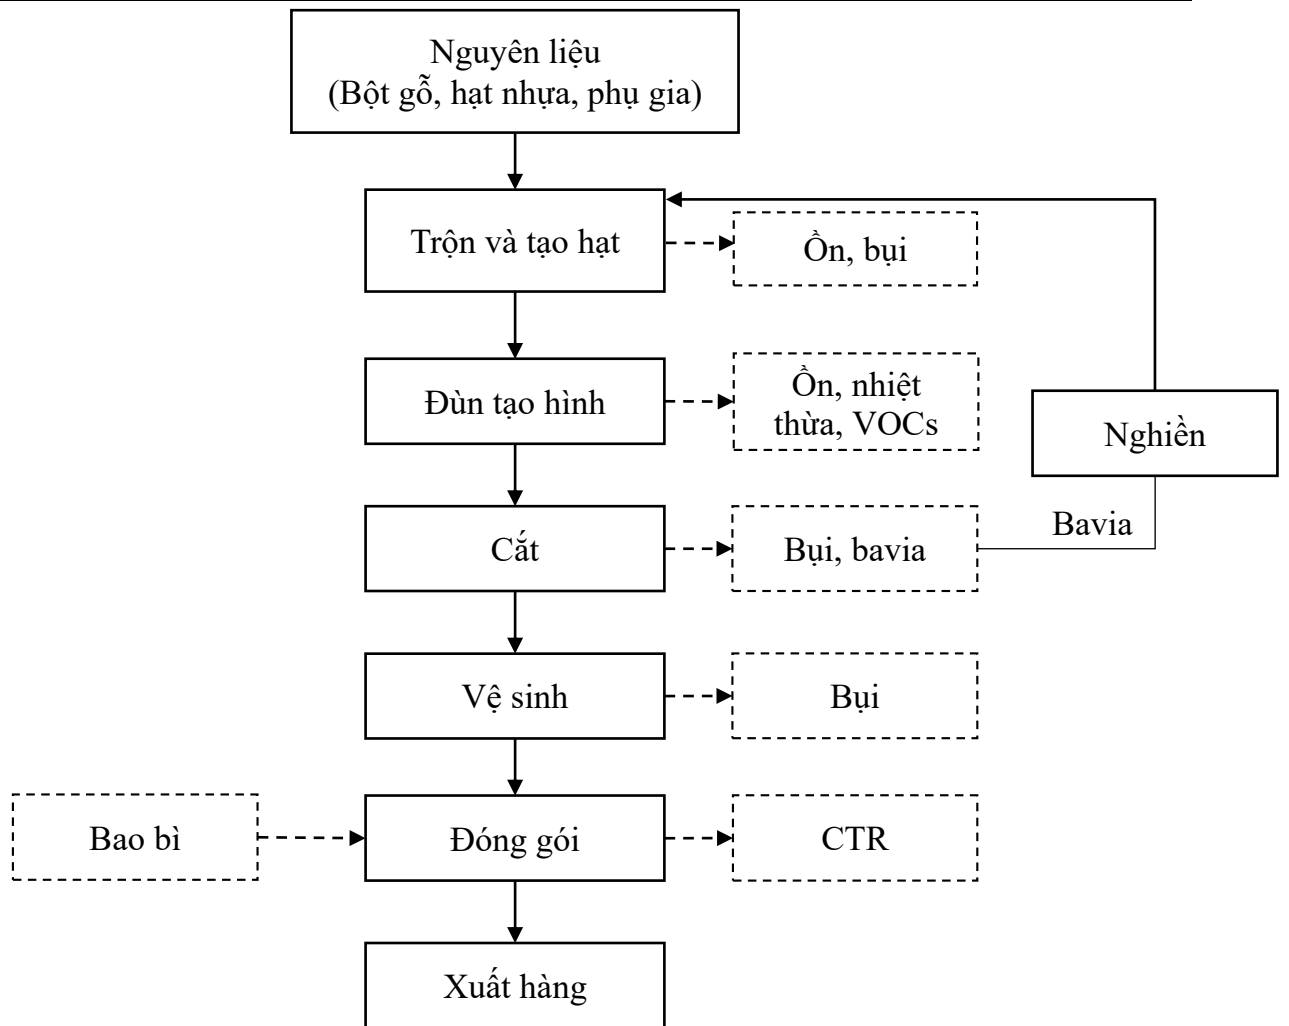 Nguyên liệu
(Bột gỗ, hạt nhựa, phụ gia)
Trộn và tạo hạt
Ồn, bụi
Đùn tạo hình
Ồn, nhiệt
thừa, VOCs
Nghiền
Cắt
Bụi, bavia
Bavia
Vệ sinh
Bụi
Bao bì
Đóng gói
CTR
Xuất hàng